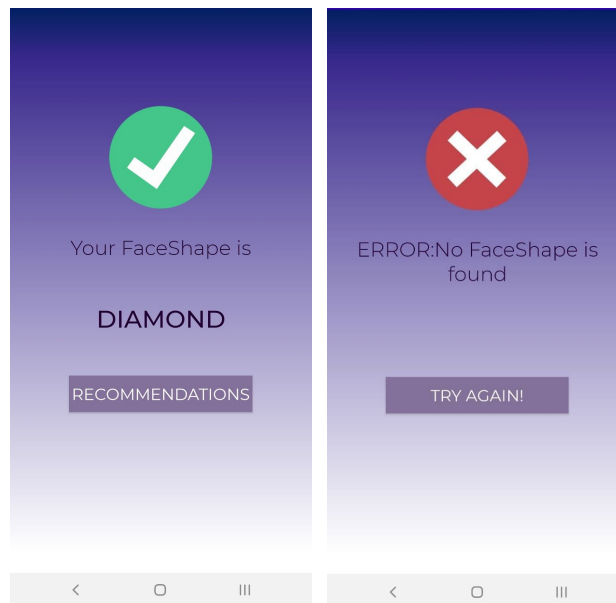 Your FaceShape is
DIAMOND
RECOMMENDATIONS
ERROR:No FaceShape is
found
TRY AGAIN!